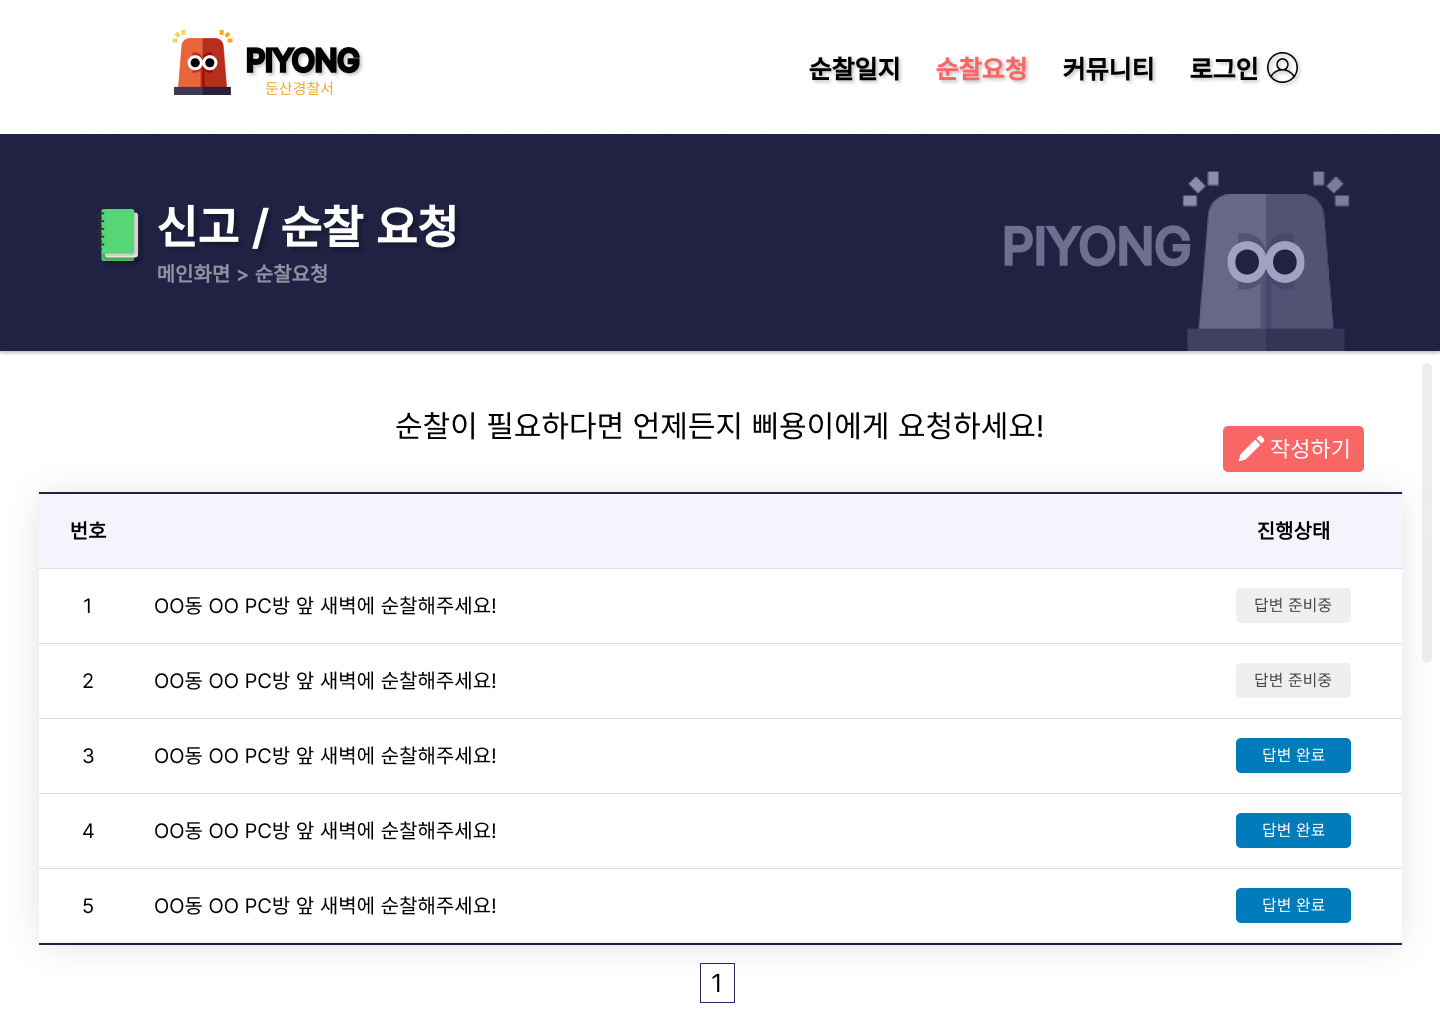 PIYONG
둔산경찰서
순찰일지 순찰요청 커뮤니티 로그인
신고 / 순찰 요청
메인화면 > 순찰요청
PIYONG
순찰이 필요하다면 언제든지 삐용이에게 요청하세요!
작성하기
번호 진행상태
1 OO동 OO PC방 앞 새벽에 순찰해주세요! 답변 준비중
2 OO동 OO PC방 앞 새벽에 순찰해주세요! 답변 준비중
3 OO동 OO PC방 앞 새벽에 순찰해주세요! 답변 완료
4 OO동 OO PC방 앞 새벽에 순찰해주세요! 답변 완료
5 OO동 OO PC방 앞 새벽에 순찰해주세요! 답변 완료
1